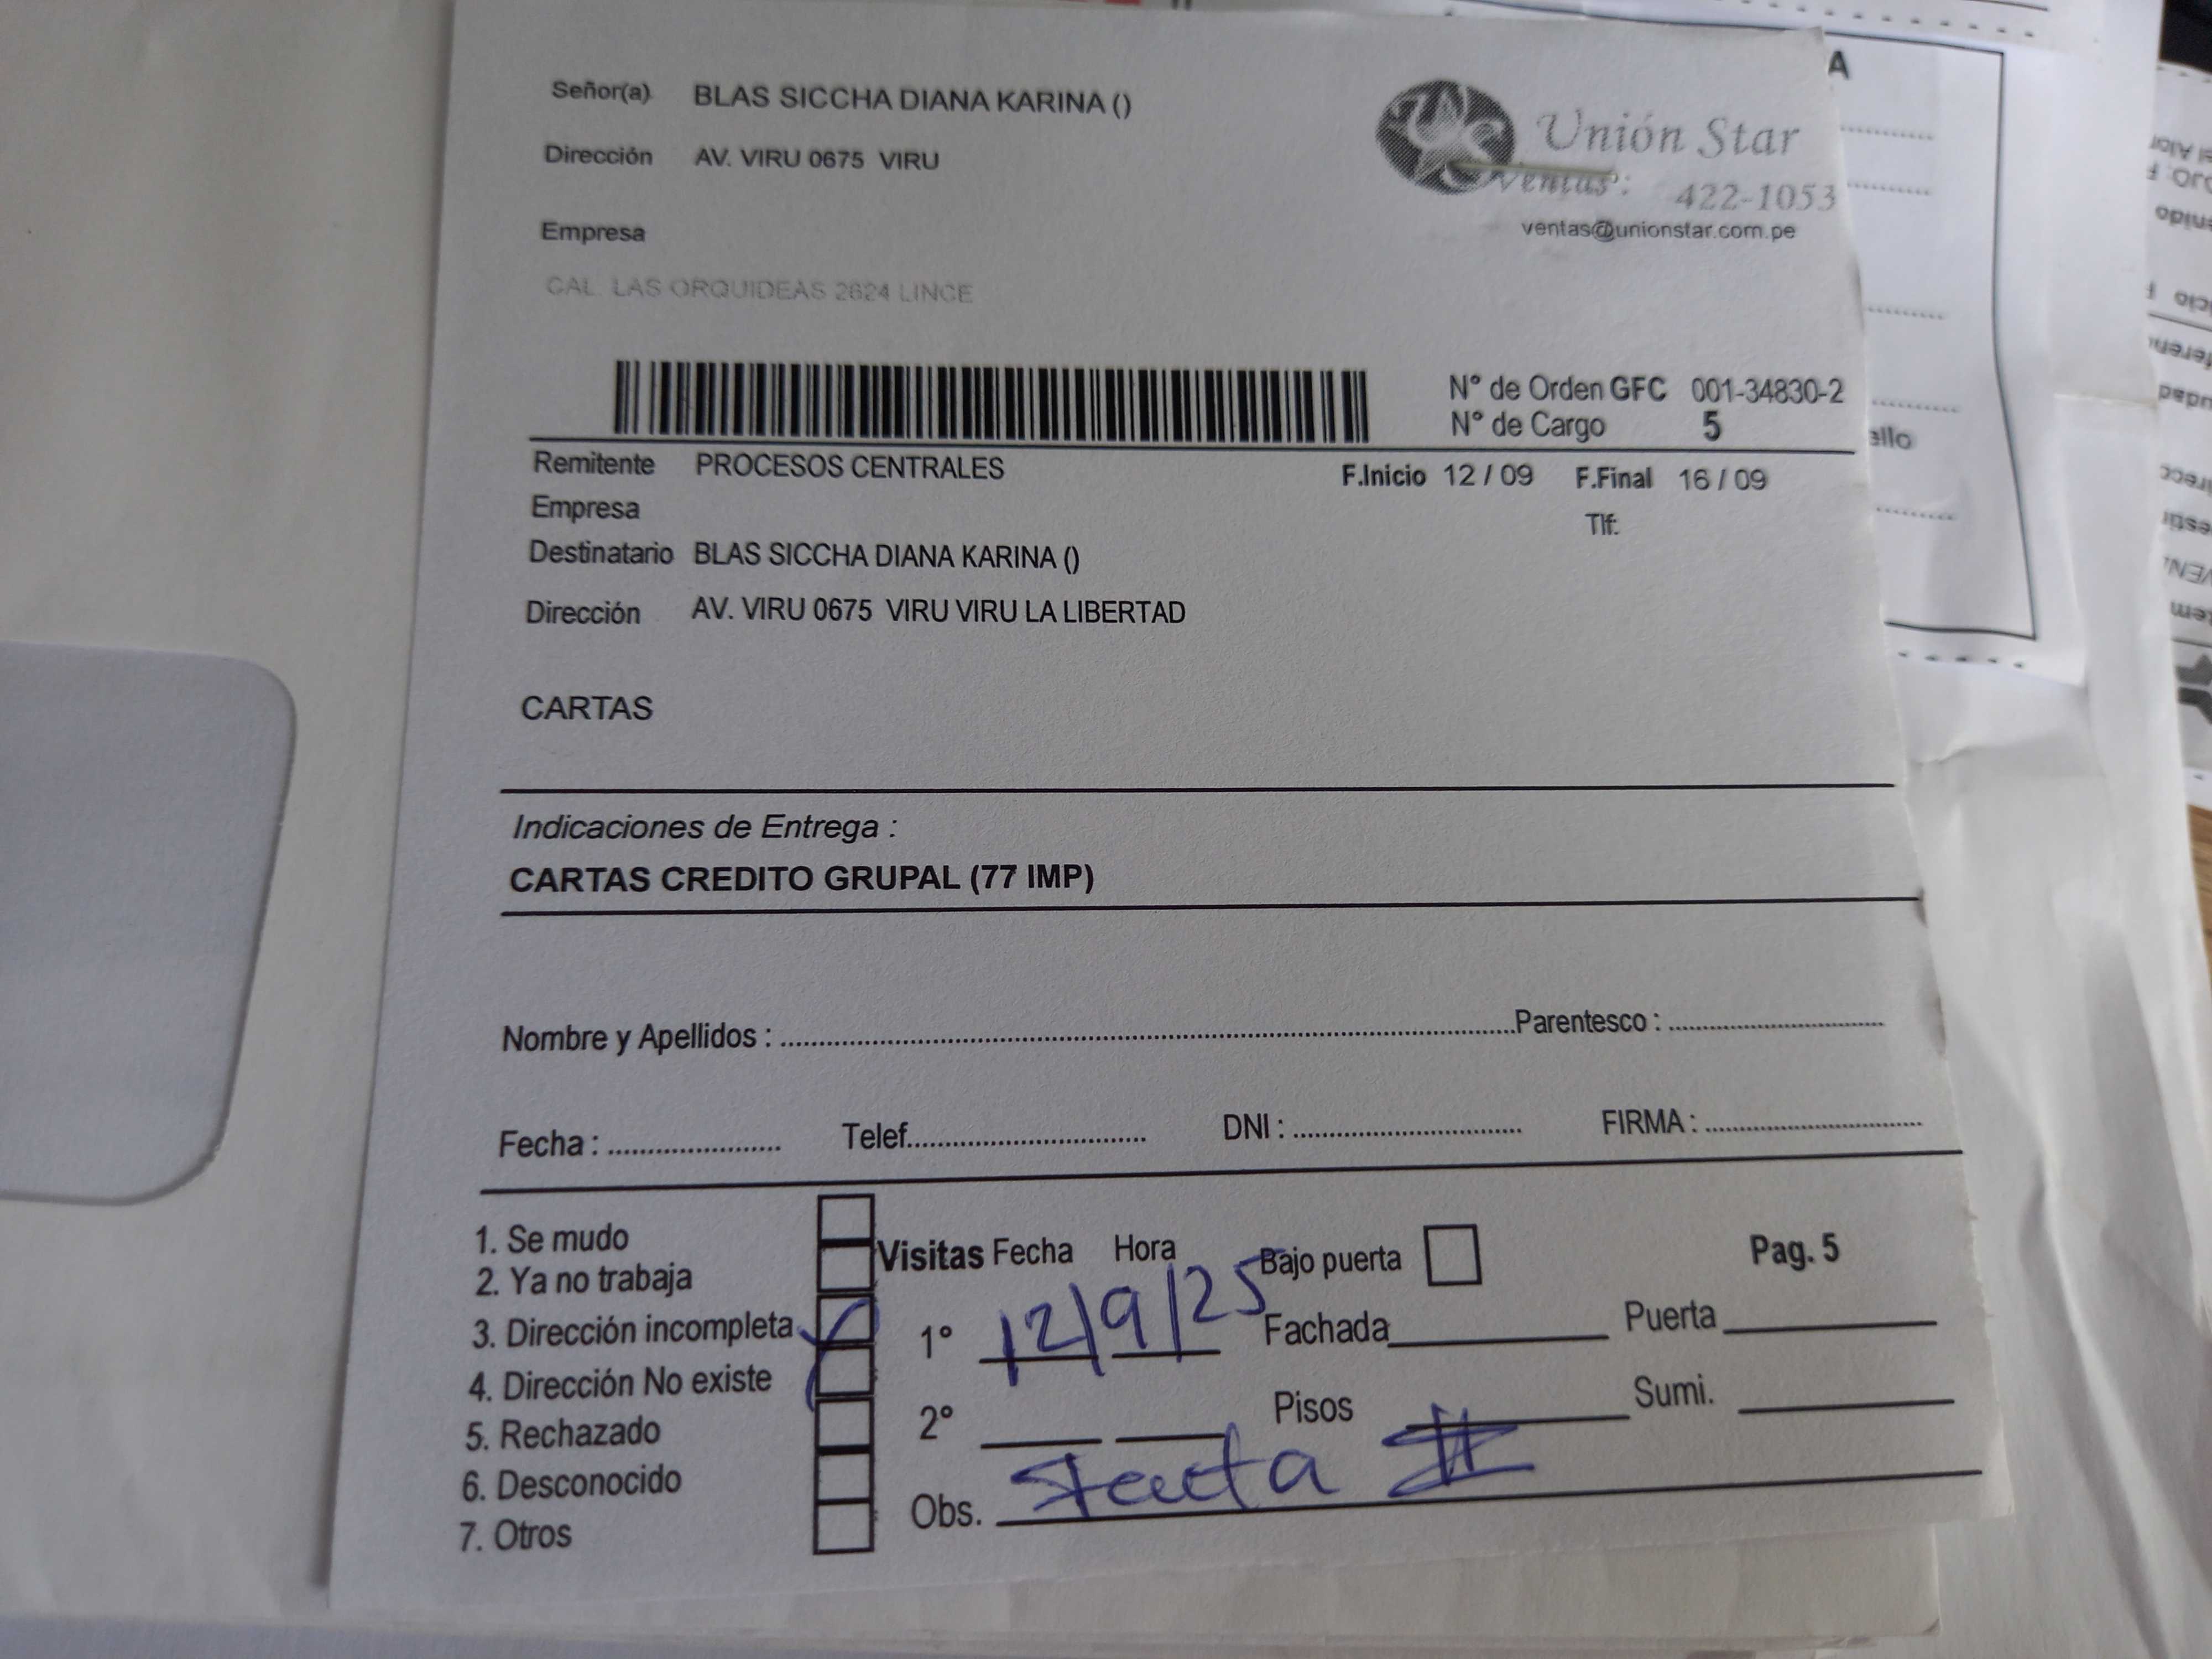 Señor(a) BLAS SICCHA DIANA KARINA ()
Dirección AV. VIRU 0675 VIRU
Empresa
CAL. LAS ORQUIDEAS 2624 LINCE
Unión Star
Ventas: 422-1053
ventas@unionstar.com.pe
N° de Orden GFC 001-34830-2
N° de Cargo 5
Remitente PROCESOS CENTRALES F.Inicio 12 / 09 F.Final 16 / 09
Empresa Tlf:
Destinatario BLAS SICCHA DIANA KARINA ()
Dirección AV. VIRU 0675 VIRU VIRU LA LIBERTAD
CARTAS
Indicaciones de Entrega :
CARTAS CREDITO GRUPAL (77 IMP)
Nombre y Apellidos : Parentesco :
Fecha : Telef. DNI : FIRMA :
1. Se mudo
2. Ya no trabaja
3. Dirección incompleta
4. Dirección No existe
5. Rechazado
6. Desconocido
7. Otros
Visitas Fecha Hora Bajo puerta Pag. 5
1° 12/9/25 Fachada Puerta
2° Pisos Sumi.
Obs.
A
ello